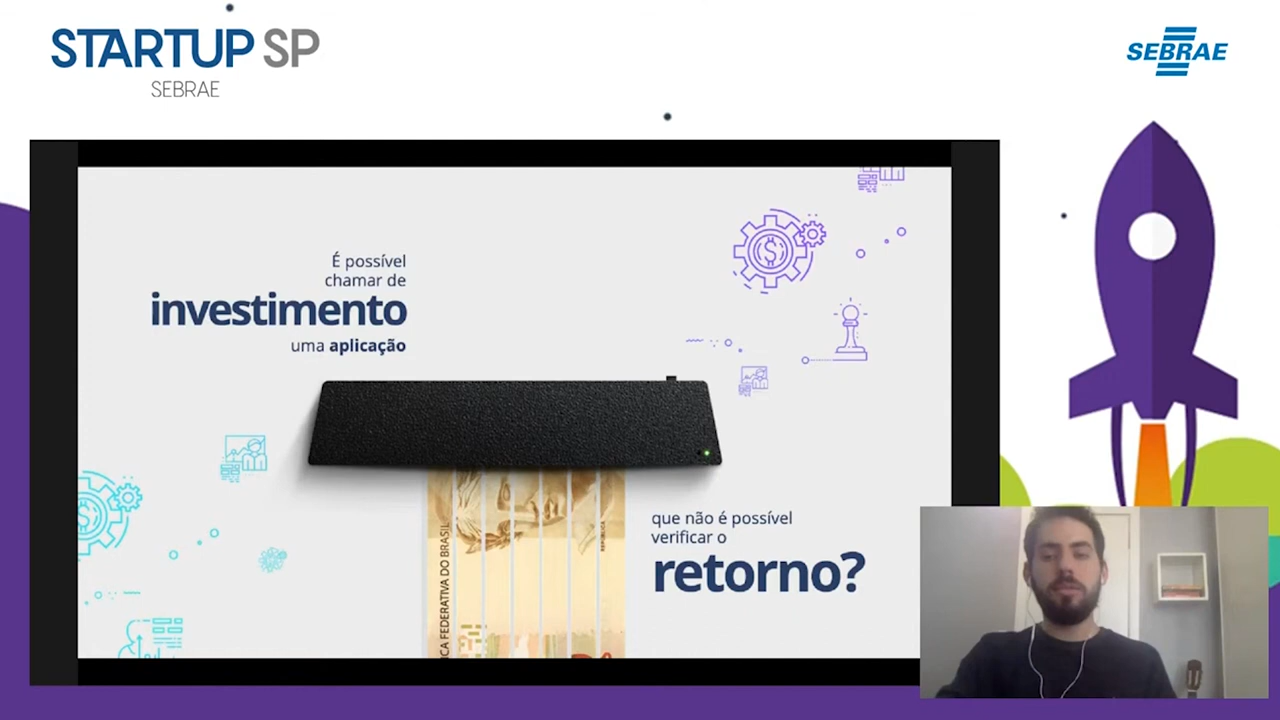 STARTUP SP
SEBRAE
SEBRAE
É possível
chamar de
investimento
uma aplicação
que não é possível
verificar o
retorno?
ICA FEDERATIVA DO BRASIL
REPÚBLICA